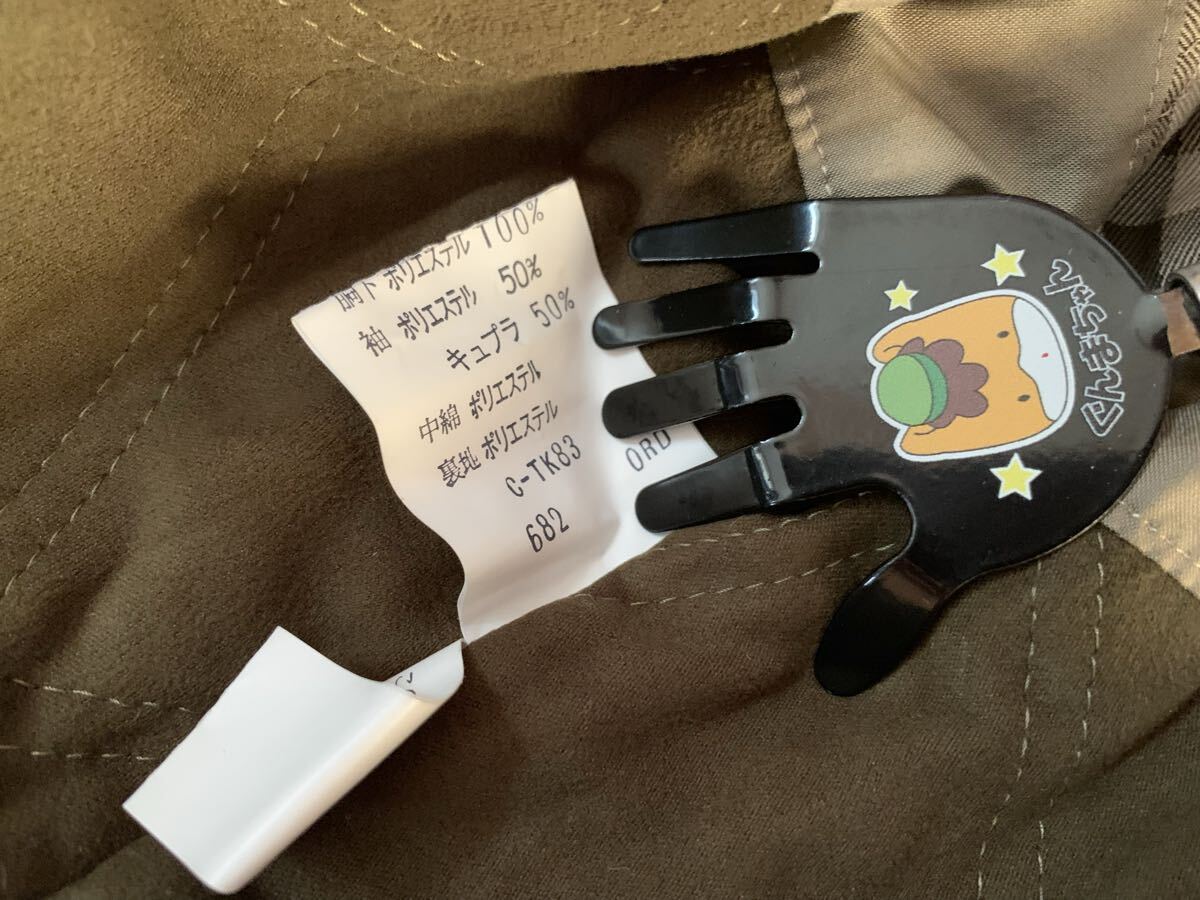 胴下 ポリエステル 100%
袖 ポリエステル 50%
キュプラ 50%
中綿 ポリエステル
裏地 ポリエステル
C-TK83 ORD
682
ぐんまちゃん